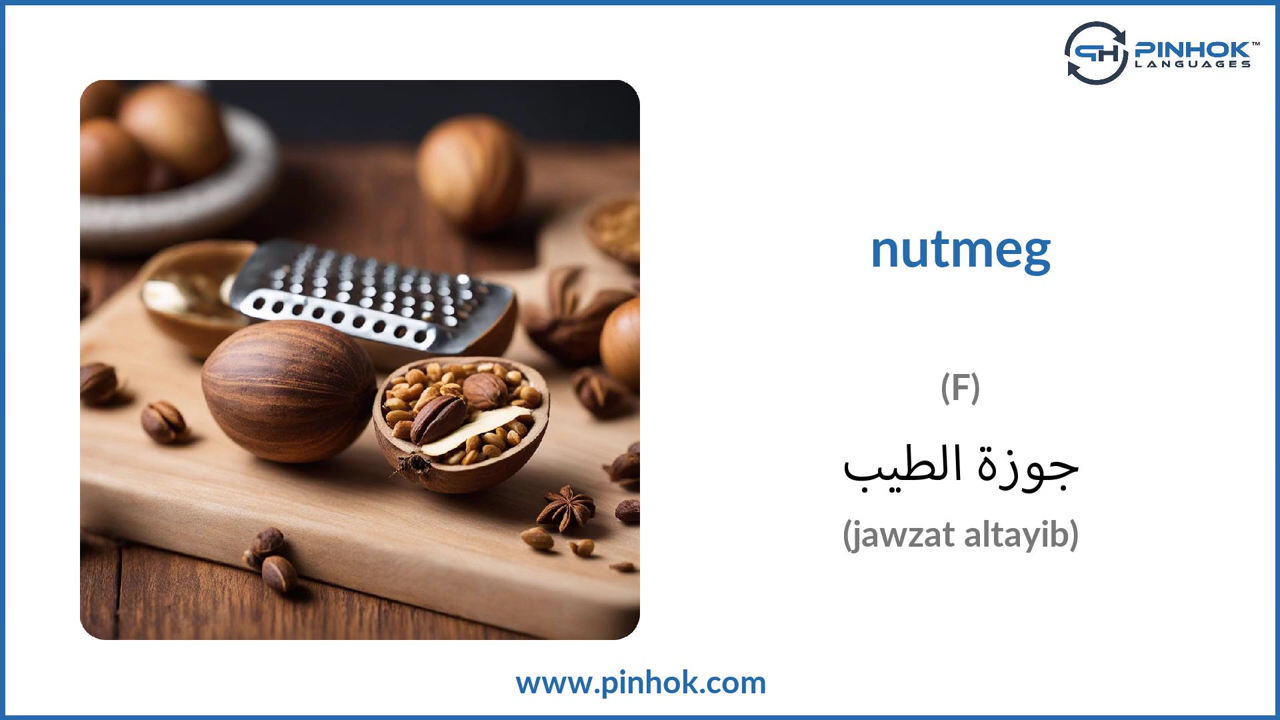 PINHOK™
LANGUAGES
nutmeg
(F)
جوزة الطيب
(jawzat altayib)
www.pinhok.com